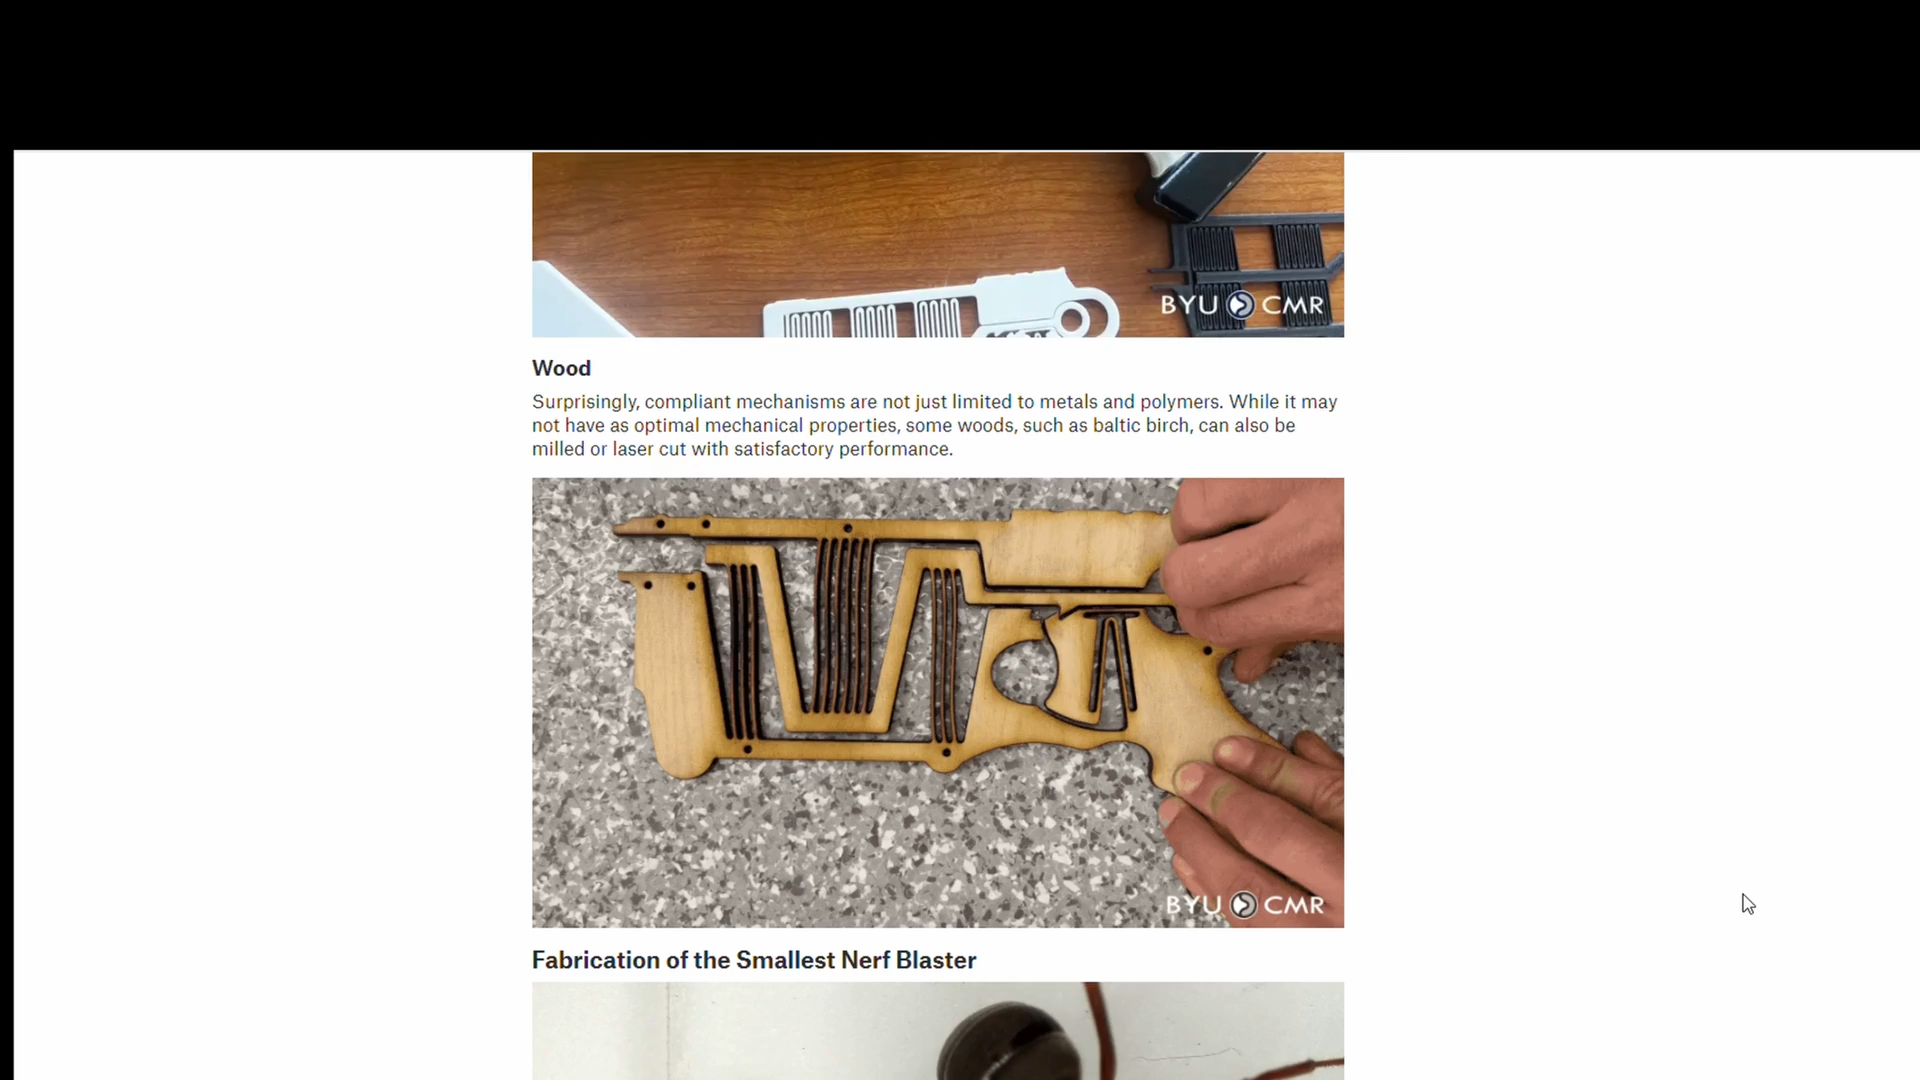 BYU CMR
Wood
Surprisingly, compliant mechanisms are not just limited to metals and polymers. While it may
not have as optimal mechanical properties, some woods, such as baltic birch, can also be
milled or laser cut with satisfactory performance.
BYU CMR
Fabrication of the Smallest Nerf Blaster